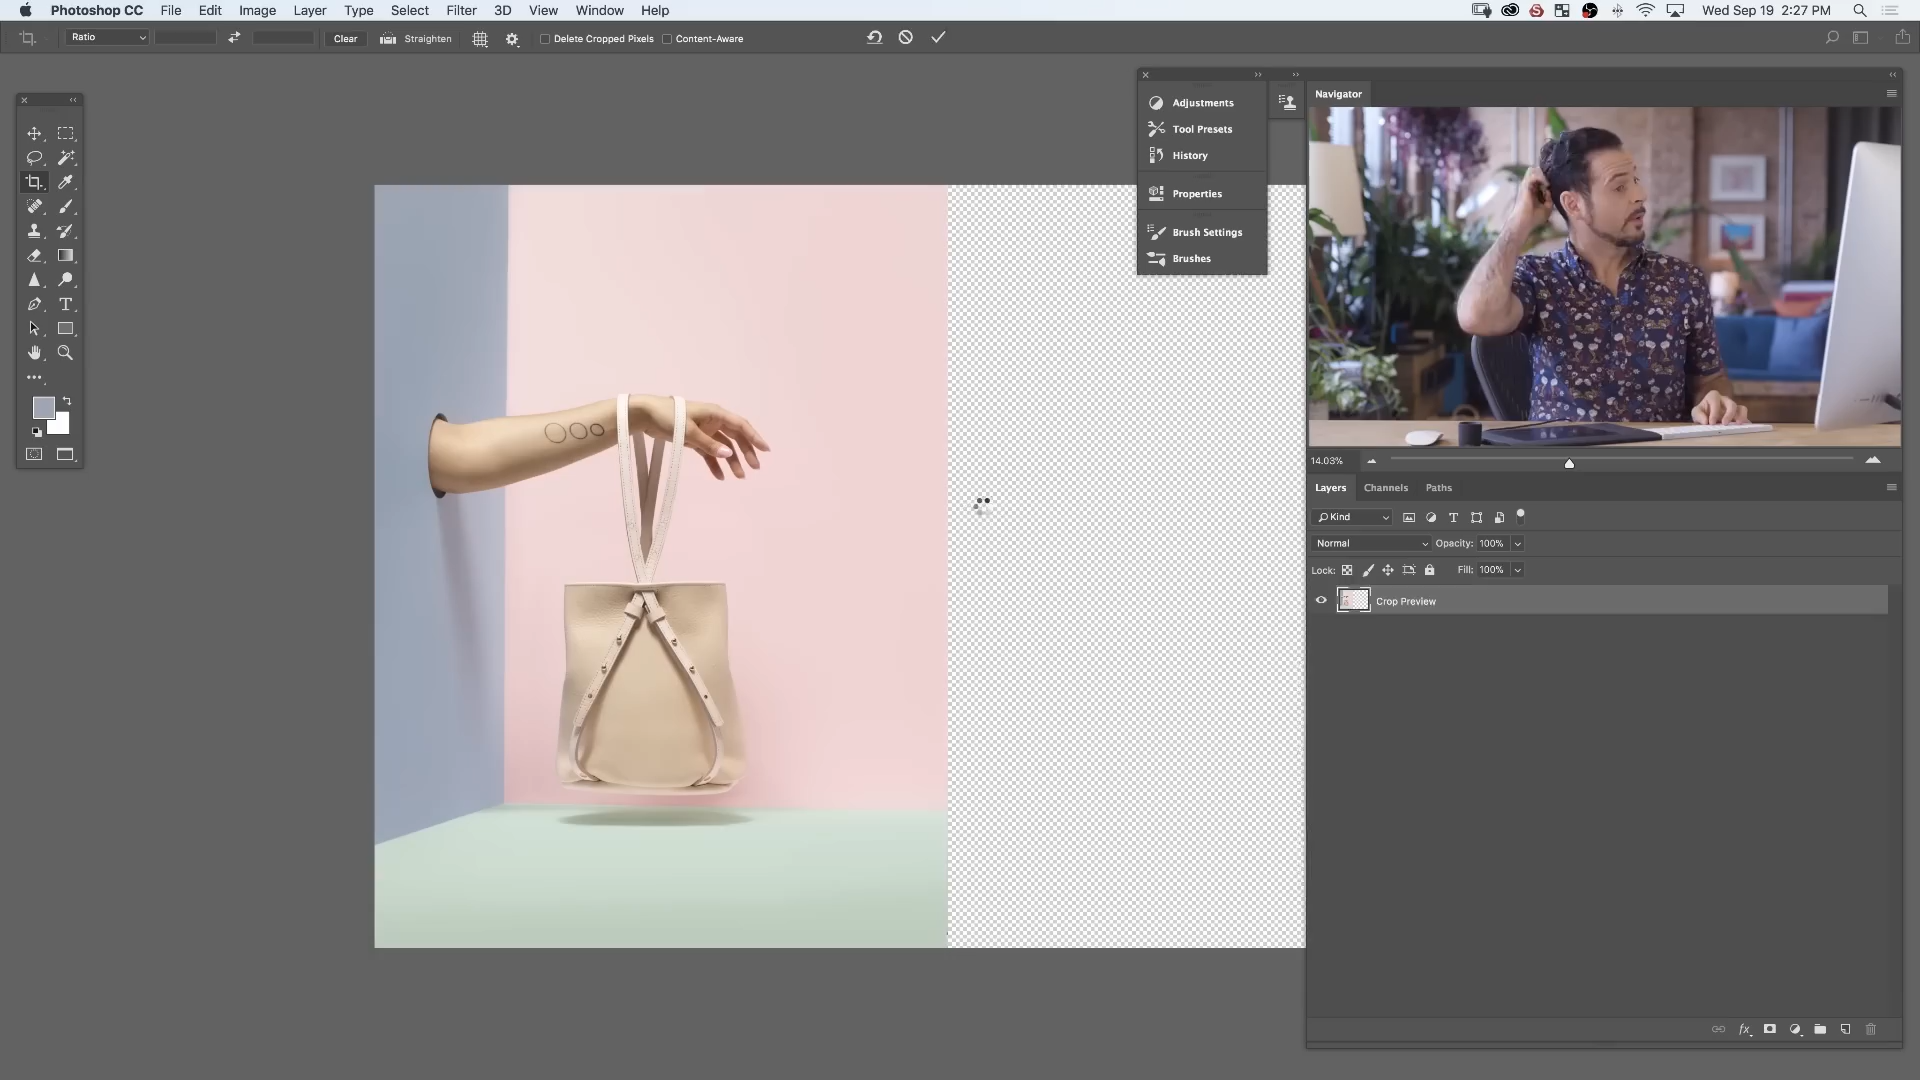 Photoshop CC File Edit Image Layer Type Select Filter 3D View Window Help Wed Sep 19 2:27 PM
Ratio Clear Straighten Delete Cropped Pixels Content-Aware
Adjustments
Tool Presets
History
Properties
Brush Settings
Brushes
Navigator
14.03%
Layers Channels Paths
Kind
Normal Opacity: 100%
Lock: Fill: 100%
Crop Preview
fx